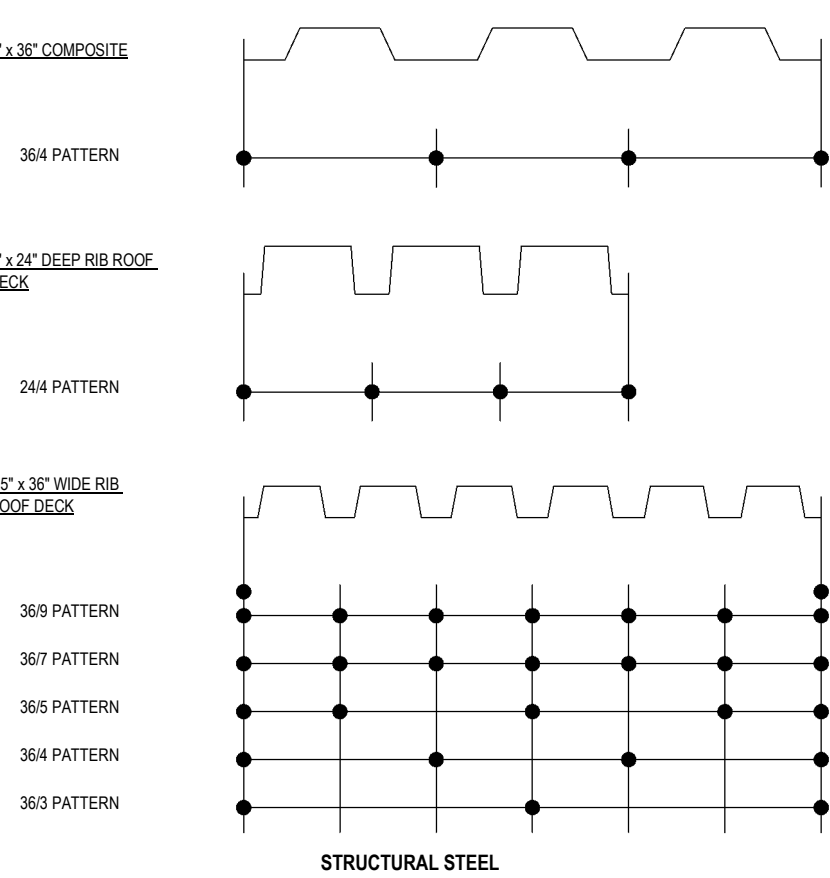 " x 36" COMPOSITE
36/4 PATTERN
" x 24" DEEP RIB ROOF
ECK
24/4 PATTERN
5" x 36" WIDE RIB
OOF DECK
36/9 PATTERN
36/7 PATTERN
36/5 PATTERN
36/4 PATTERN
36/3 PATTERN
STRUCTURAL STEEL